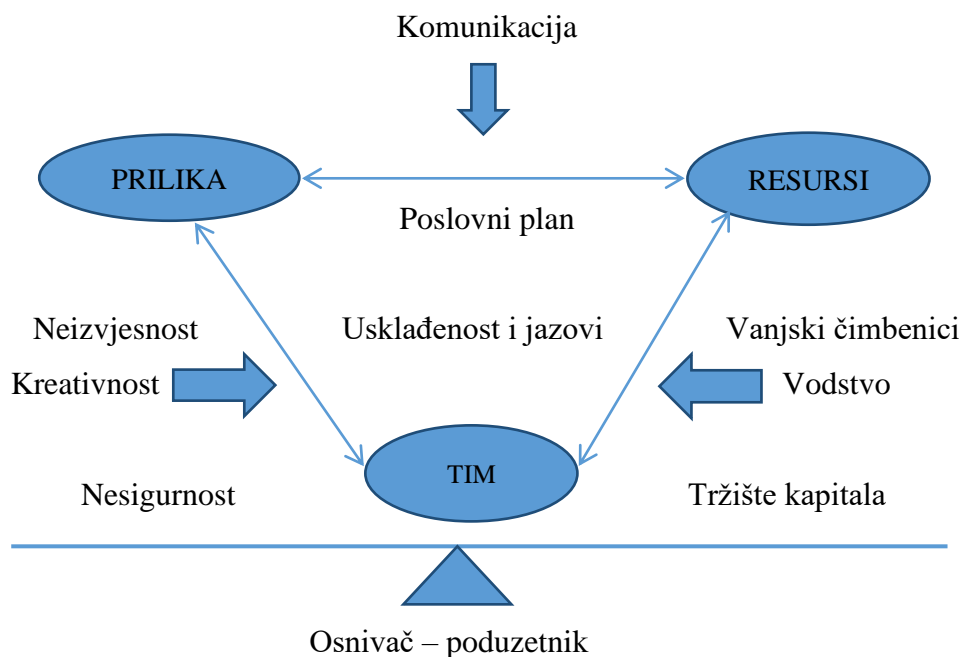 Komunikacija
PRILIKA
RESURSI
Poslovni plan
Neizvjesnost
Usklađenost i jazovi
Vanjski čimbenici
Kreativnost
Vodstvo
TIM
Nesigurnost
Tržište kapitala
Osnivač – poduzetnik